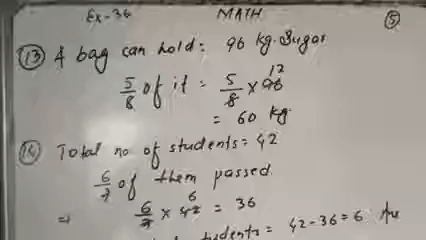 Ex-36 MATH 5
13 A bag can hold: 96 kg. Sugar
5/8 of it = 5/8 × 96 12
= 60 kg
14 Total no of students = 42
6/7 of them passed.
⇒ 6/7 × 42 6 = 36
students = 42-36 = 6 Ans